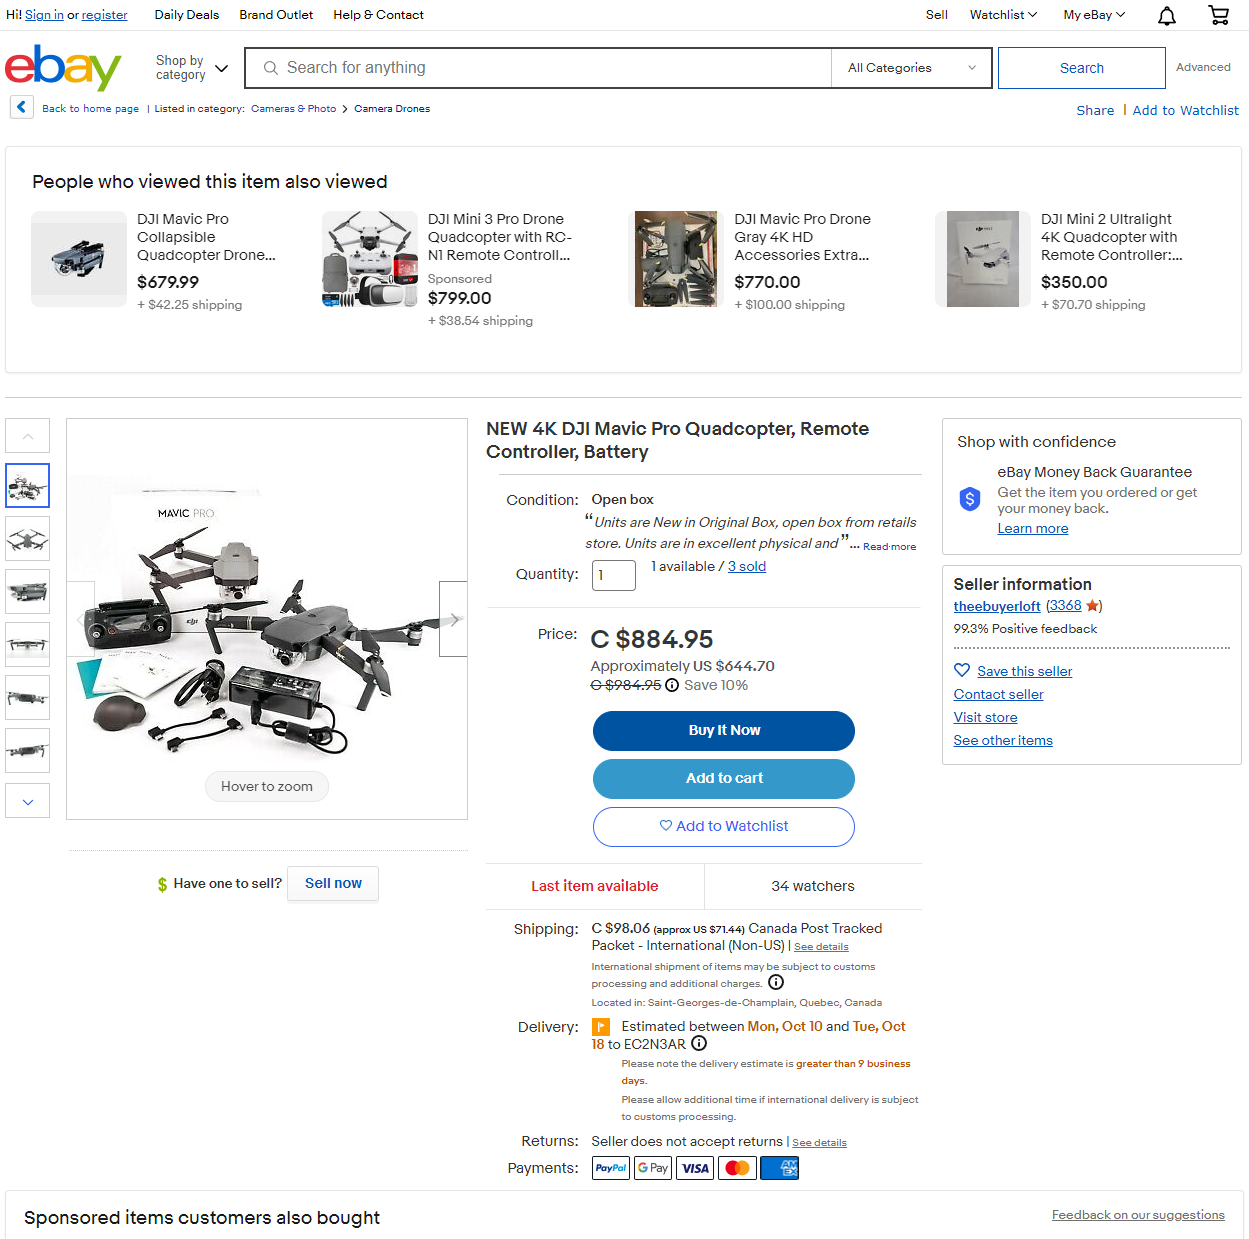 Hi! Sign in or register Daily Deals Brand Outlet Help & Contact Sell Watchlist My eBay
ebay
Shop by category
Search for anything
All Categories
Search
Advanced
Back to home page | Listed in category: Cameras & Photo Camera Drones
Share | Add to Watchlist
People who viewed this item also viewed
DJI Mavic Pro
Collapsible
Quadcopter Drone...
$679.99
+ $42.25 shipping
DJI Mini 3 Pro Drone
Quadcopter with RC-
N1 Remote Controll...
Sponsored
$799.00
+ $38.54 shipping
DJI Mavic Pro Drone
Gray 4K HD
Accessories Extra...
$770.00
+ $100.00 shipping
DJI Mini 2 Ultralight
4K Quadcopter with
Remote Controller:...
$350.00
+ $70.70 shipping
MAVIC PRO
Hover to zoom
$ Have one to sell? Sell now
NEW 4K DJI Mavic Pro Quadcopter, Remote
Controller, Battery
Condition: Open box
“Units are New in Original Box, open box from retails
store. Units are in excellent physical and ”... Read more
Quantity: 1 1 available / 3 sold
Price: C $884.95
Approximately US $644.70
C $984.95 Save 10%
Buy It Now
Add to cart
Add to Watchlist
Last item available 34 watchers
Shipping: C $98.06 (approx US $71.44) Canada Post Tracked
Packet - International (Non-US) | See details
International shipment of items may be subject to customs
processing and additional charges.
Located in: Saint-Georges-de-Champlain, Quebec, Canada
Delivery: Estimated between Mon, Oct 10 and Tue, Oct
18 to EC2N3AR
Please note the delivery estimate is greater than 9 business
days.
Please allow additional time if international delivery is subject
to customs processing.
Returns: Seller does not accept returns | See details
Payments: PayPal G Pay VISA AMEX
Shop with confidence
eBay Money Back Guarantee
Get the item you ordered or get
your money back.
Learn more
Seller information
theebuyerloft (3368)
99.3% Positive feedback
Save this seller
Contact seller
Visit store
See other items
Sponsored items customers also bought
Feedback on our suggestions